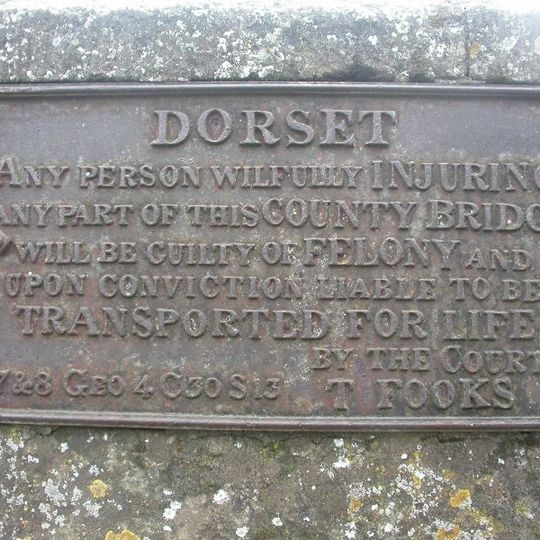 DORSET
ANY PERSON WILFULLY INJURING
ANY PART OF THIS COUNTY BRIDG
WILL BE GUILTY OF FELONY AND
UPON CONVICTION LIABLE TO BE
TRANSPORTED FOR LIFE
BY THE COURT
7&8 GEO 4 C30 S13 T FOOKS